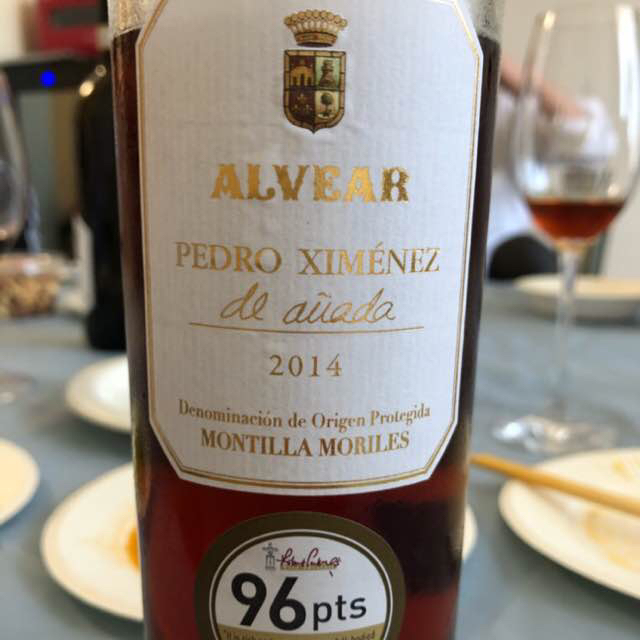 ALVEAR
PEDRO XIMÉNEZ
de añada
2014
Denominación de Origen Protegida
MONTILLA MORILES
96pts